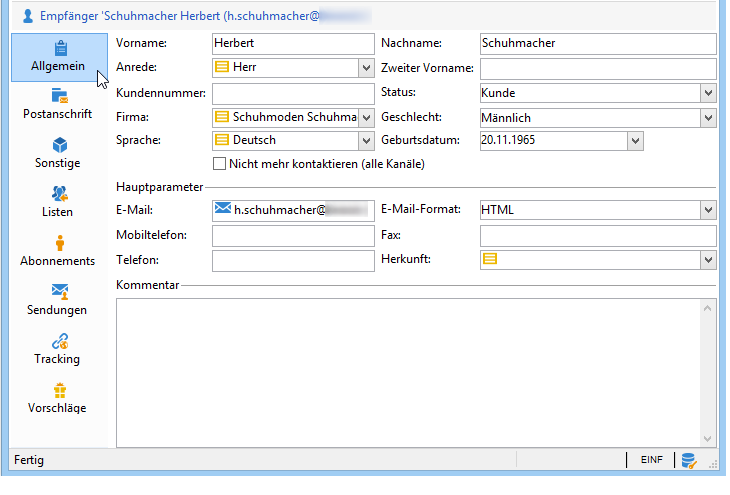 Empfänger 'Schuhmacher Herbert (h.schuhmacher@
Allgemein
Postanschrift
Sonstige
Listen
Abonnements
Sendungen
Tracking
Vorschläge
Vorname: Herbert Nachname: Schuhmacher
Anrede: Herr Zweiter Vorname:
Kundennummer: Status: Kunde
Firma: Schuhmoden Schuhma Geschlecht: Männlich
Sprache: Deutsch Geburtsdatum: 20.11.1965
Nicht mehr kontaktieren (alle Kanäle)
Hauptparameter
E-Mail: h.schuhmacher@ E-Mail-Format: HTML
Mobiltelefon: Fax:
Telefon: Herkunft:
Kommentar
Fertig EINF